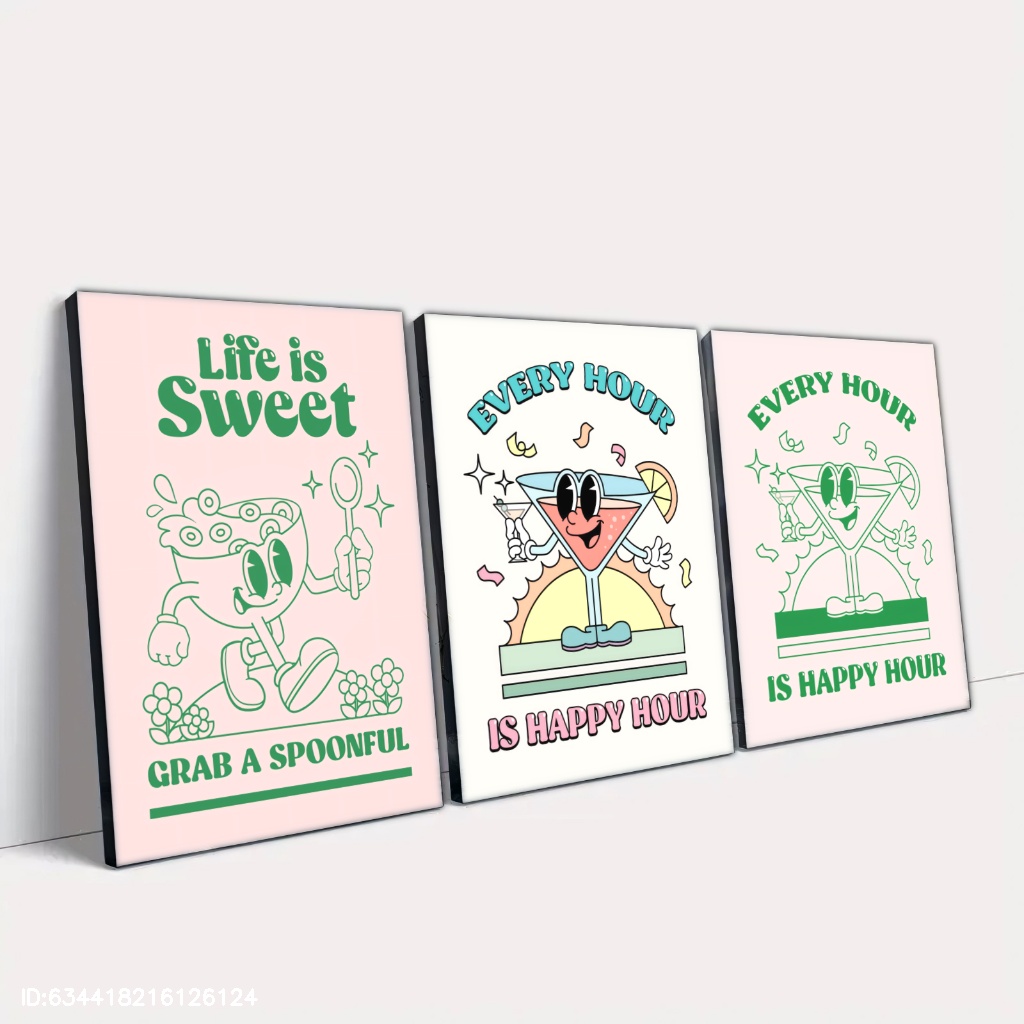 Life is
Sweet
GRAB A SPOONFUL
EVERY HOUR
IS HAPPY HOUR
EVERY HOUR
IS HAPPY HOUR
ID:634418216126124